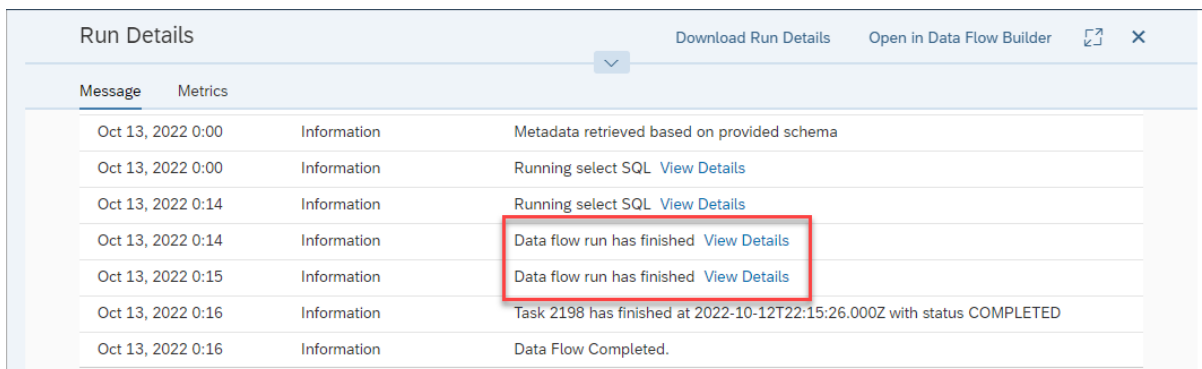 Run Details Download Run Details Open in Data Flow Builder
Message Metrics
Oct 13, 2022 0:00 Information Metadata retrieved based on provided schema
Oct 13, 2022 0:00 Information Running select SQL View Details
Oct 13, 2022 0:14 Information Running select SQL View Details
Oct 13, 2022 0:14 Information Data flow run has finished View Details
Oct 13, 2022 0:15 Information Data flow run has finished View Details
Oct 13, 2022 0:16 Information Task 2198 has finished at 2022-10-12T22:15:26.000Z with status COMPLETED
Oct 13, 2022 0:16 Information Data Flow Completed.